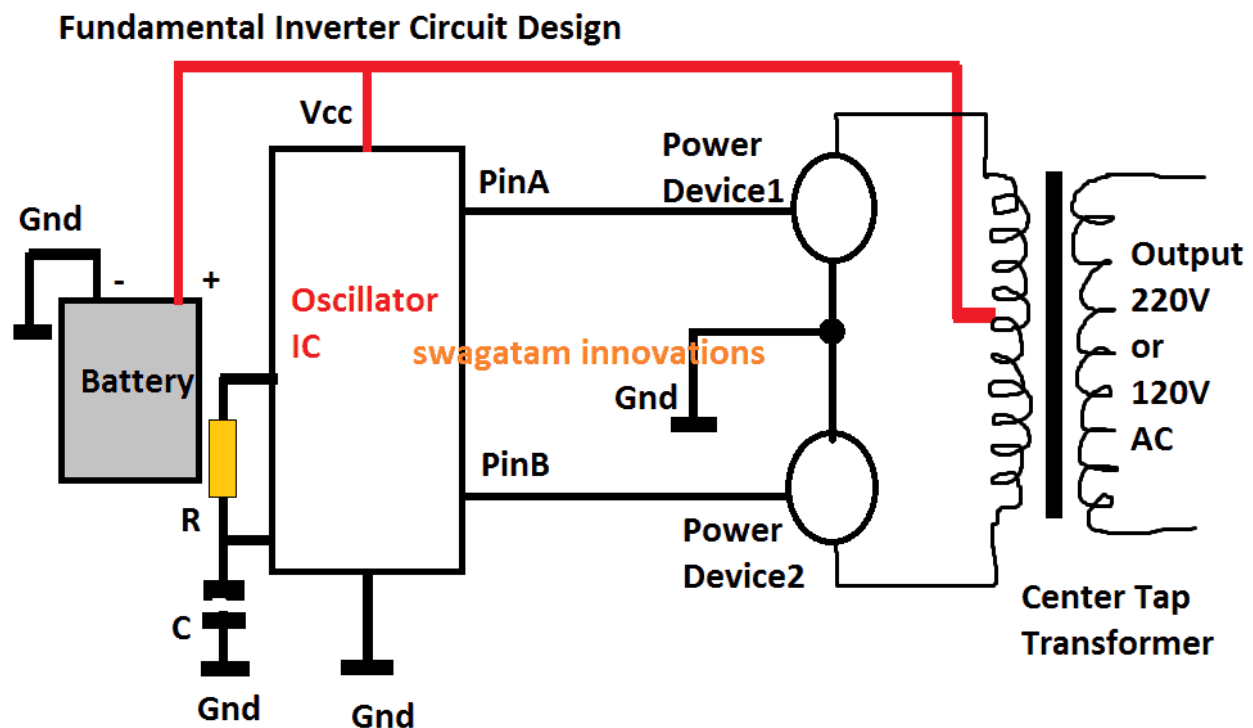 Fundamental Inverter Circuit Design
Vcc
Power
Device1
PinA
Gnd
-
+
Output
220V
or
120V
AC
Oscillator
IC
swagatam innovations
Battery
Gnd
PinB
R
Power
Device2
Center Tap
Transformer
C
Gnd
Gnd